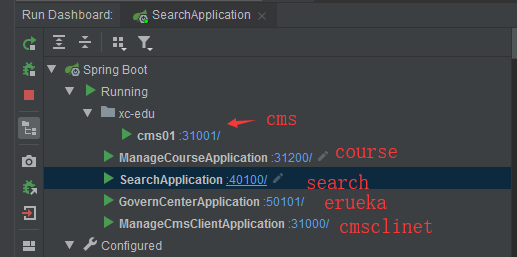 Run Dashboard: SearchApplication
Spring Boot
Running
xc-edu
cms
cms01 :31001/
ManageCourseApplication :31200/ course
SearchApplication :40100/ search
GovernCenterApplication :50101/ erueka
ManageCmsClientApplication :31000/ cmsclinet
Configured